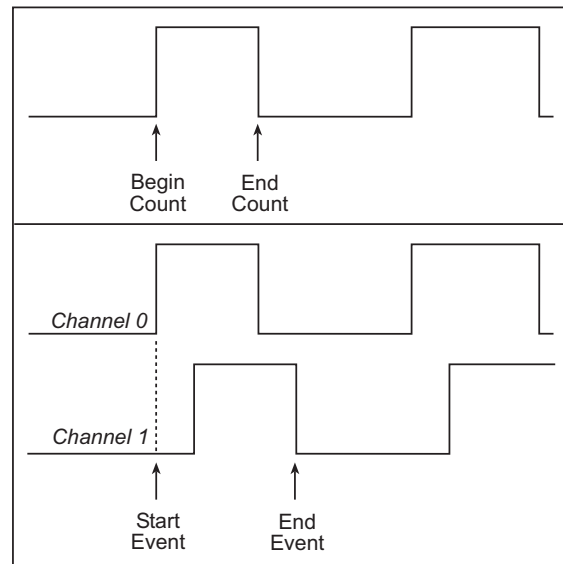 Begin
Count
End
Count
Channel 0
Channel 1
Start
Event
End
Event